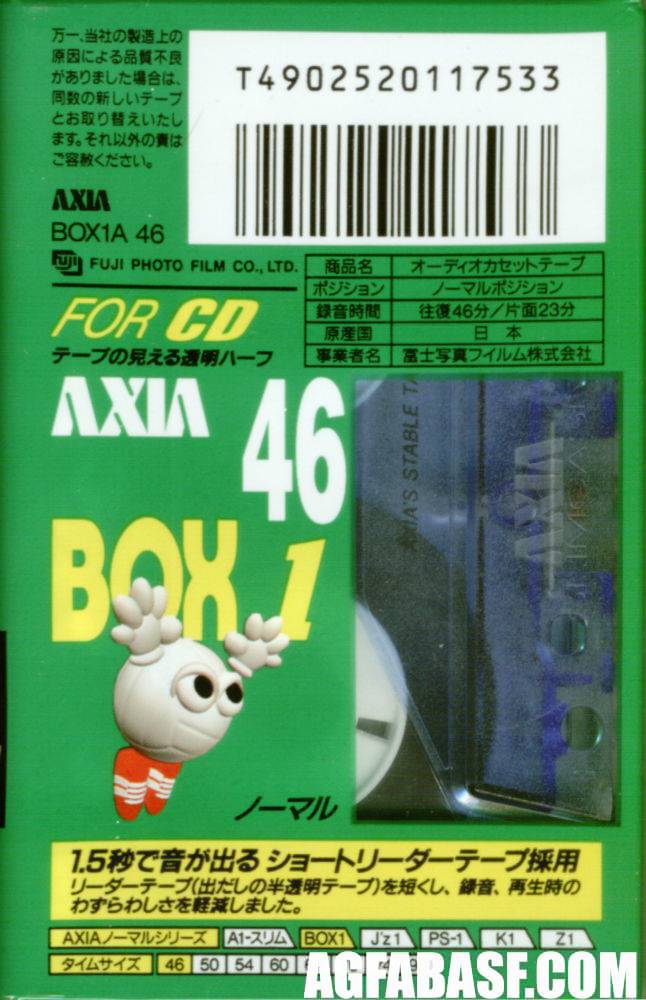 万一、当社の製造上の
原因による品質不良
がありました場合は、
同数の新しいテープ
とお取り替えいたし
ます。それ以外の責は
ご容赦ください。
T4902520117533
AXIA
BOX1A 46
FUJI FUJI PHOTO FILM CO., LTD.
商品名 オーディオカセットテープ
ポジション ノーマルポジション
録音時間 往復46分/片面23分
原産国 日本
事業者名 富士写真フイルム株式会社
FOR CD
テープの見える透明ハーフ
AXIA 46
AXIA'S STABLE TA
AXIA
BOX 1
ノーマル
1.5秒で音が出る ショートリーダーテープ採用
リーダーテープ(出だしの半透明テープ)を短くし、録音、再生時の
わずらわしさを軽減しました。
AXIAノーマルシリーズ A1-スリム BOX1 J'z1 PS-1 K1 Z1
タイムサイズ 46 50 54 60
AGFABASF.COM